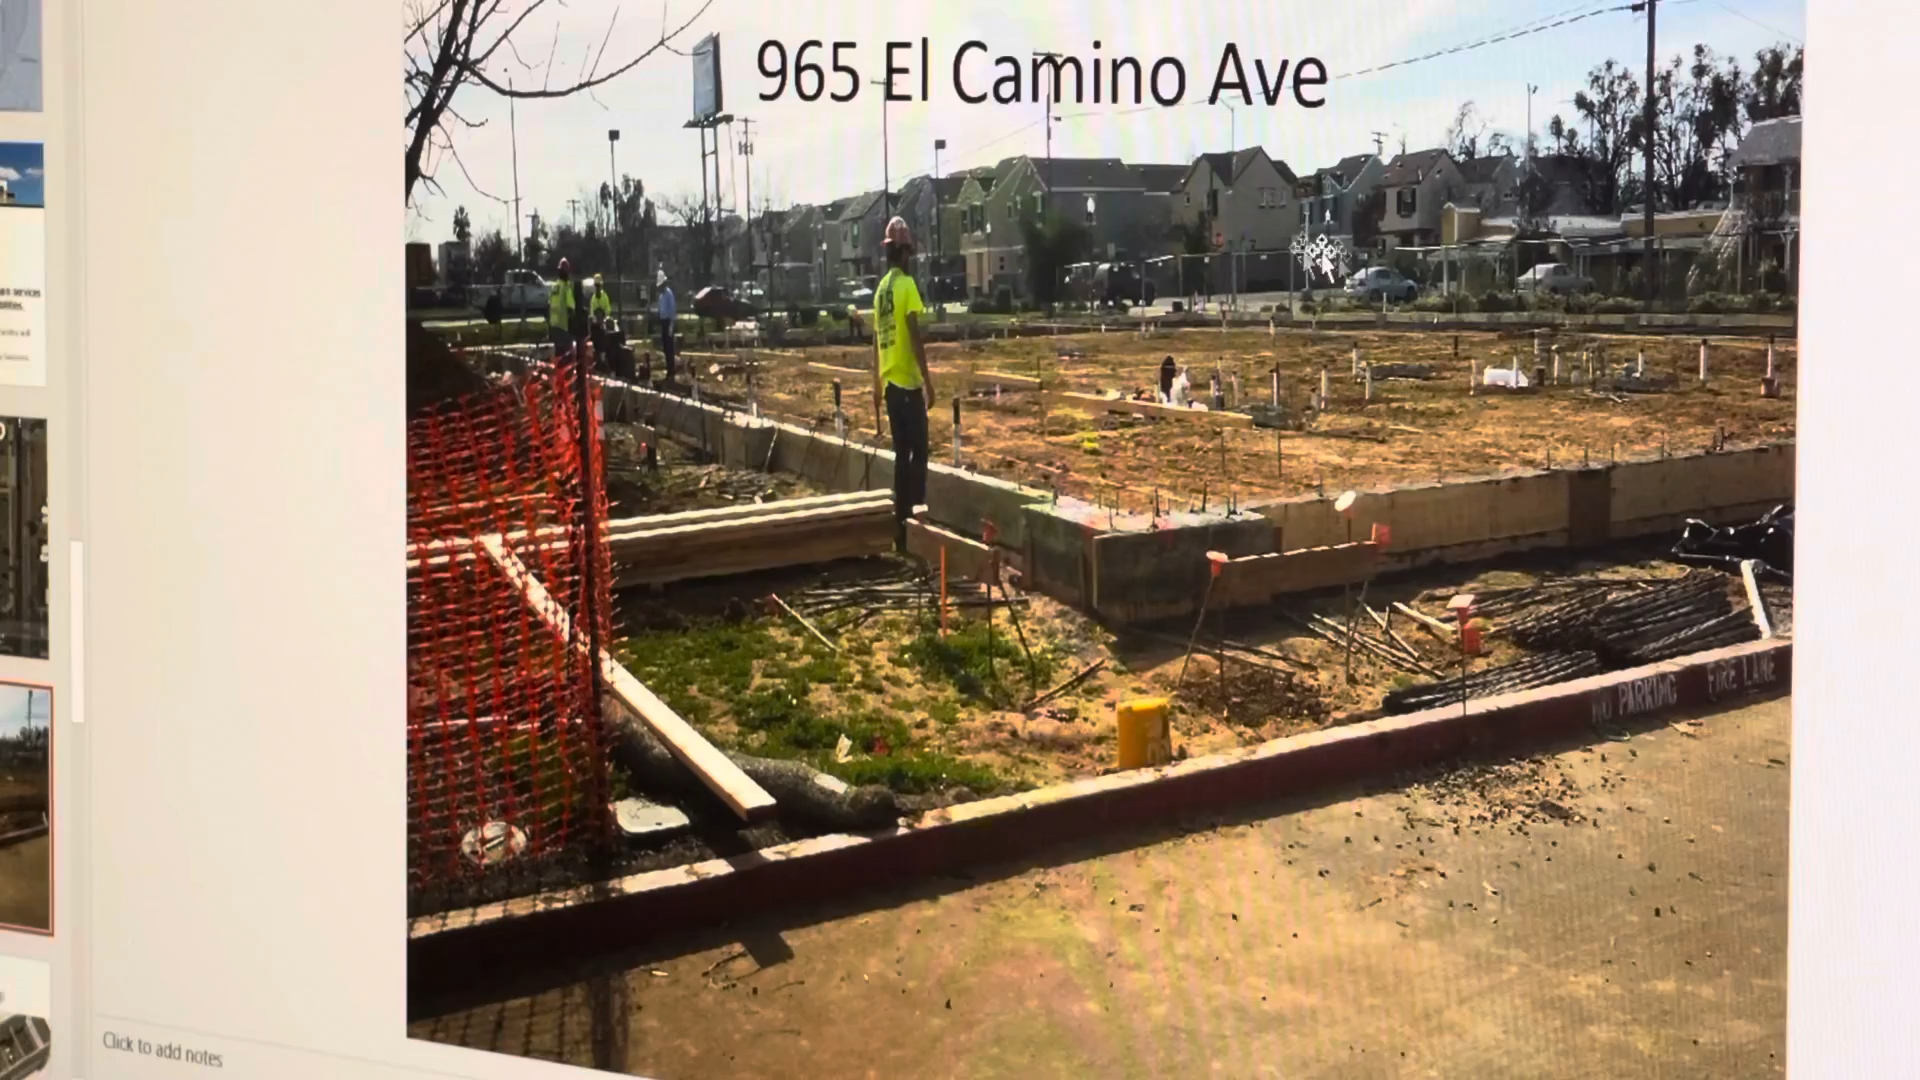 965 El Camino Ave
NO PARKING FIRE LANE
Click to add notes